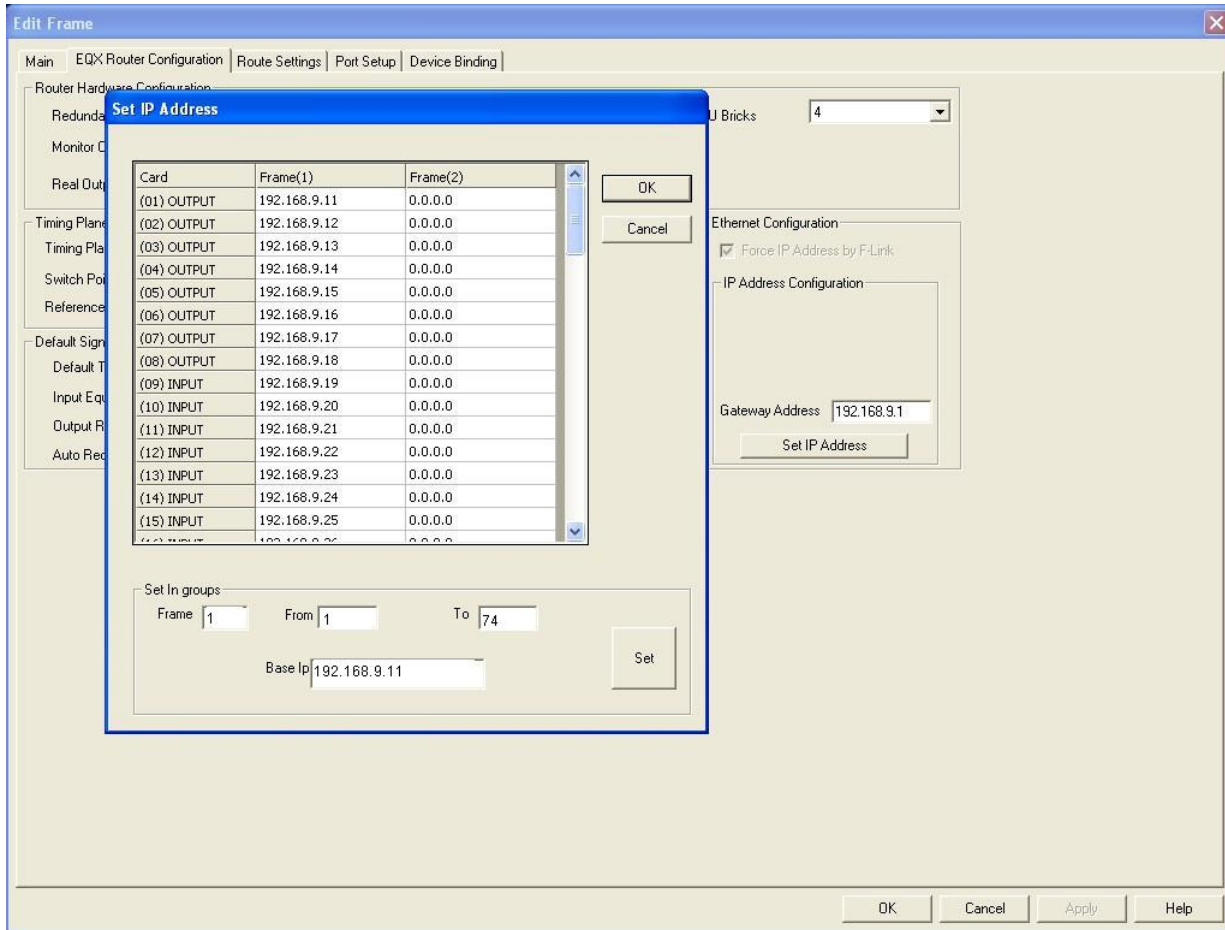 Edit Frame
Main EQX Router Configuration Route Settings Port Setup Device Binding
Router Hardware Configuration
Redunda
U Bricks 4
Monitor
Real Outp
Timing Plane
Timing Pla
Switch Poi
Reference
Default Sign
Default T
Input Equ
Output R
Auto Rec
Set IP Address
Card Frame(1) Frame(2)
(01) OUTPUT 192.168.9.11 0.0.0.0
(02) OUTPUT 192.168.9.12 0.0.0.0
(03) OUTPUT 192.168.9.13 0.0.0.0
(04) OUTPUT 192.168.9.14 0.0.0.0
(05) OUTPUT 192.168.9.15 0.0.0.0
(06) OUTPUT 192.168.9.16 0.0.0.0
(07) OUTPUT 192.168.9.17 0.0.0.0
(08) OUTPUT 192.168.9.18 0.0.0.0
(09) INPUT 192.168.9.19 0.0.0.0
(10) INPUT 192.168.9.20 0.0.0.0
(11) INPUT 192.168.9.21 0.0.0.0
(12) INPUT 192.168.9.22 0.0.0.0
(13) INPUT 192.168.9.23 0.0.0.0
(14) INPUT 192.168.9.24 0.0.0.0
(15) INPUT 192.168.9.25 0.0.0.0
OK
Cancel
Set In groups
Frame 1 From 1 To 74
Base Ip 192.168.9.11
Set
Ethernet Configuration
Force IP Address by F-Link
IP Address Configuration
Gateway Address 192.168.9.1
Set IP Address
OK Cancel Apply Help